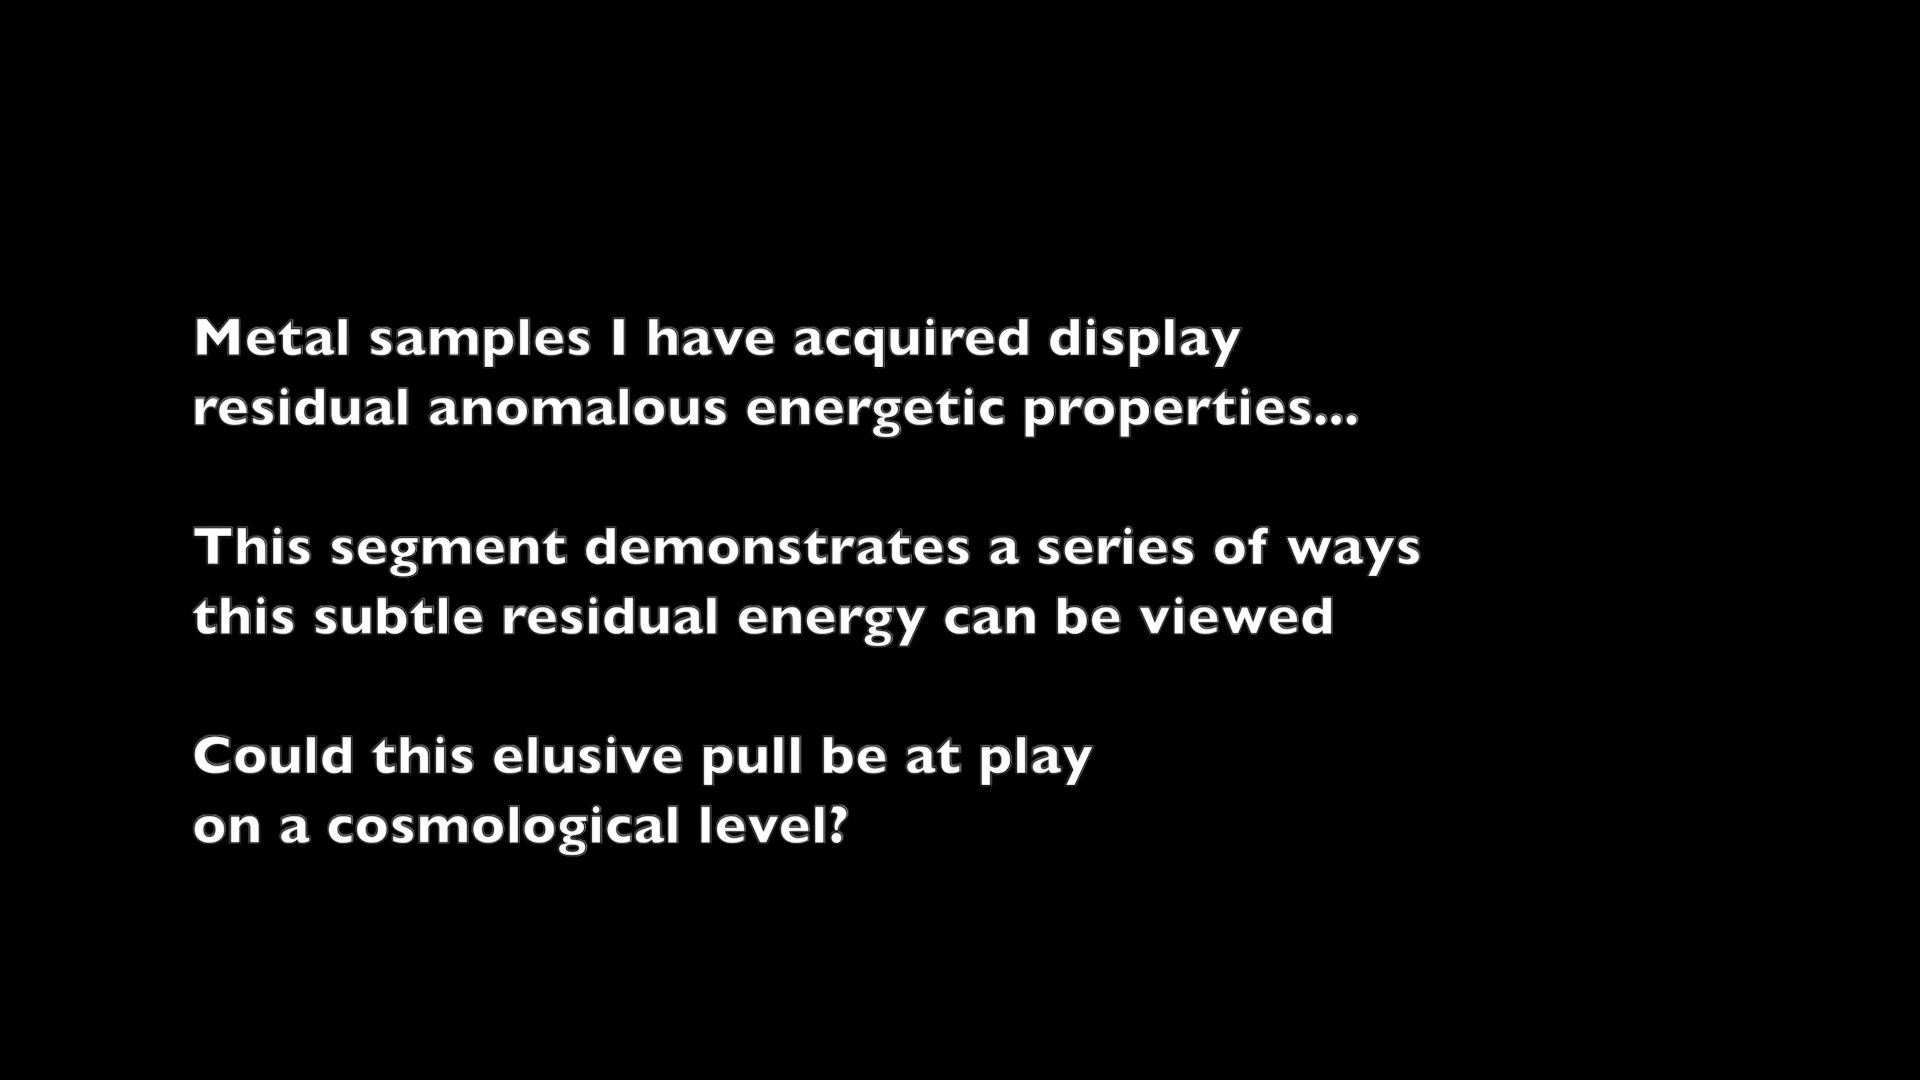 Metal samples I have acquired display
residual anomalous energetic properties...
This segment demonstrates a series of ways
this subtle residual energy can be viewed
Could this elusive pull be at play
on a cosmological level?